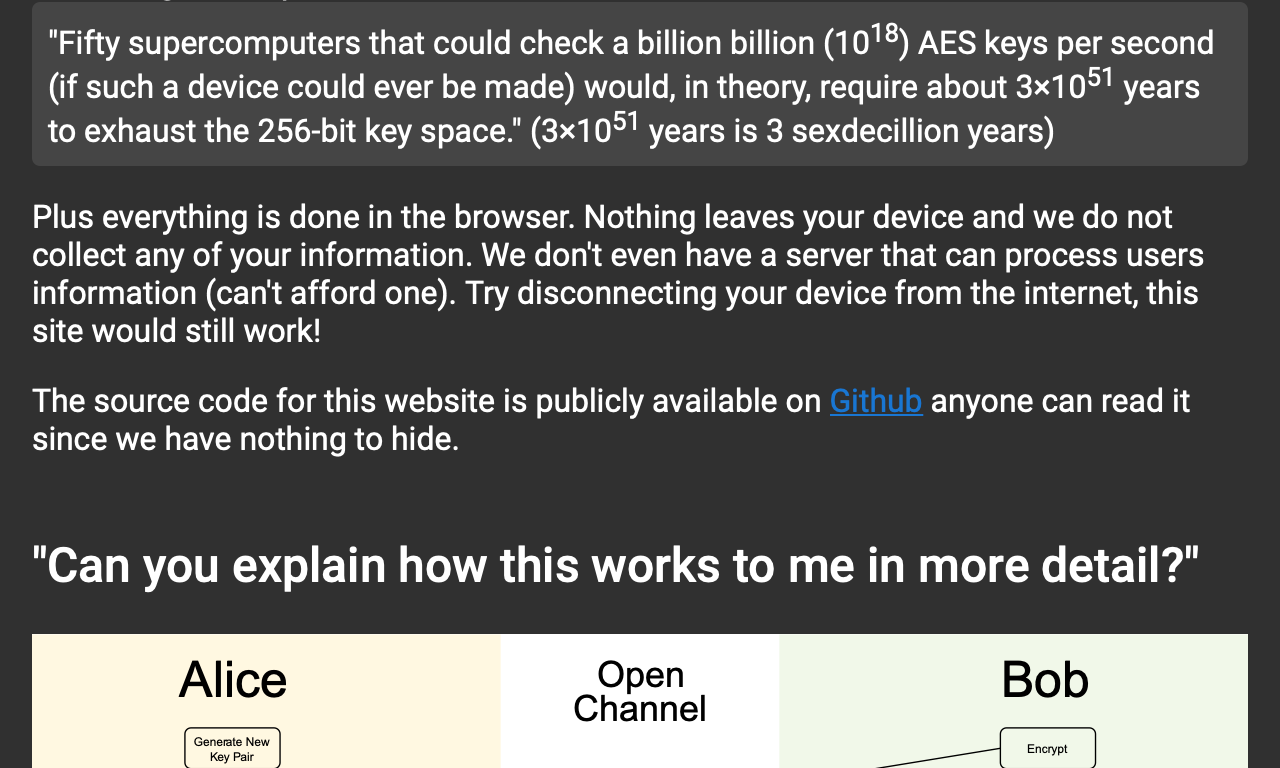 "Fifty supercomputers that could check a billion billion (10¹⁸) AES keys per second
(if such a device could ever be made) would, in theory, require about 3×10⁵¹ years
to exhaust the 256-bit key space." (3×10⁵¹ years is 3 sexdecillion years)
Plus everything is done in the browser. Nothing leaves your device and we do not
collect any of your information. We don't even have a server that can process users
information (can't afford one). Try disconnecting your device from the internet, this
site would still work!
The source code for this website is publicly available on Github anyone can read it
since we have nothing to hide.
"Can you explain how this works to me in more detail?"
Alice
Open
Channel
Bob
Generate New
Key Pair
Encrypt